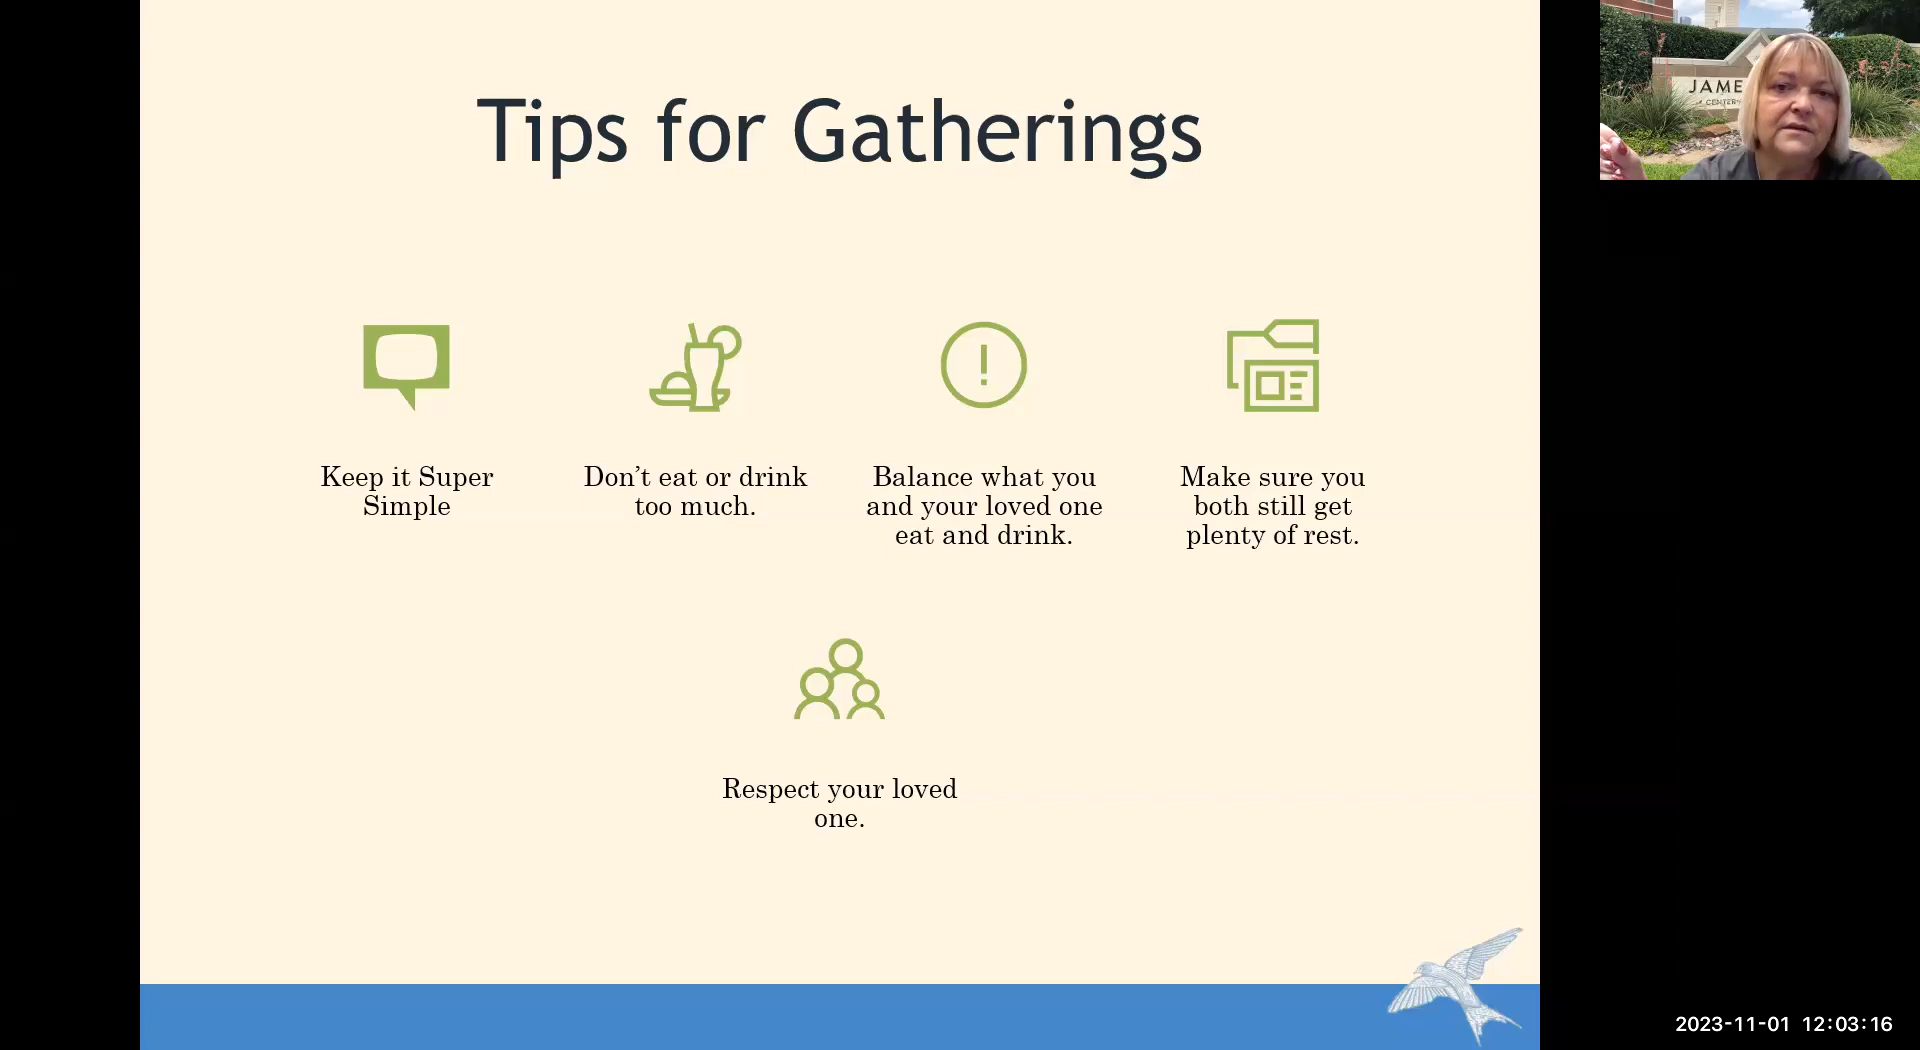 Tips for Gatherings
JAME
CENTER
Keep it Super
Simple
Don’t eat or drink
too much.
Balance what you
and your loved one
eat and drink.
Make sure you
both still get
plenty of rest.
Respect your loved
one.
2023-11-01 12:03:16